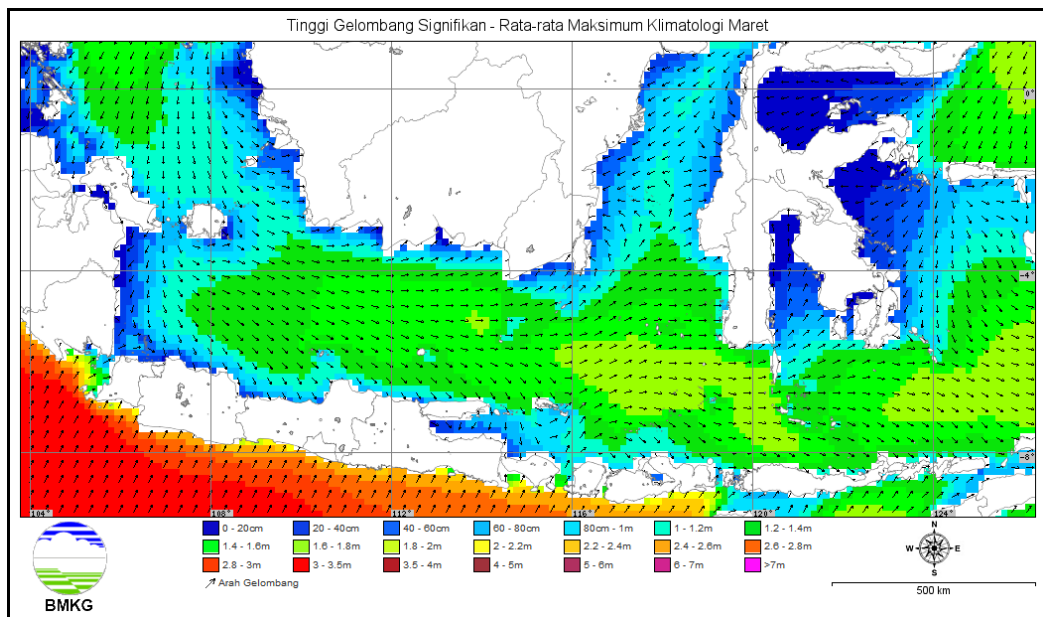 Tinggi Gelombang Signifikan - Rata-rata Maksimum Klimatologi Maret
0°
-4°
-8°
104° 108° 112° 116° 120° 124°
0 - 20cm 20 - 40cm 40 - 60cm 60 - 80cm 80cm - 1m 1 - 1.2m 1.2 - 1.4m
1.4 - 1.6m 1.6 - 1.8m 1.8 - 2m 2 - 2.2m 2.2 - 2.4m 2.4 - 2.6m 2.6 - 2.8m
2.8 - 3m 3 - 3.5m 3.5 - 4m 4 - 5m 5 - 6m 6 - 7m >7m
Arah Gelombang
N
W E
S
500 km
BMKG